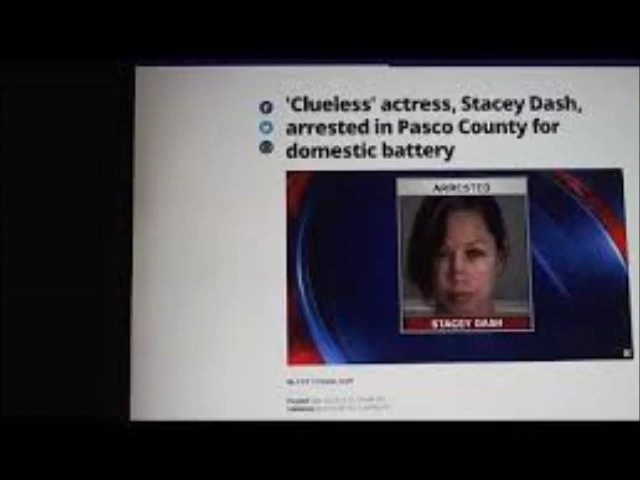 'Clueless' actress, Stacey Dash,
arrested in Pasco County for
domestic battery
ARRESTED
STACEY DASH